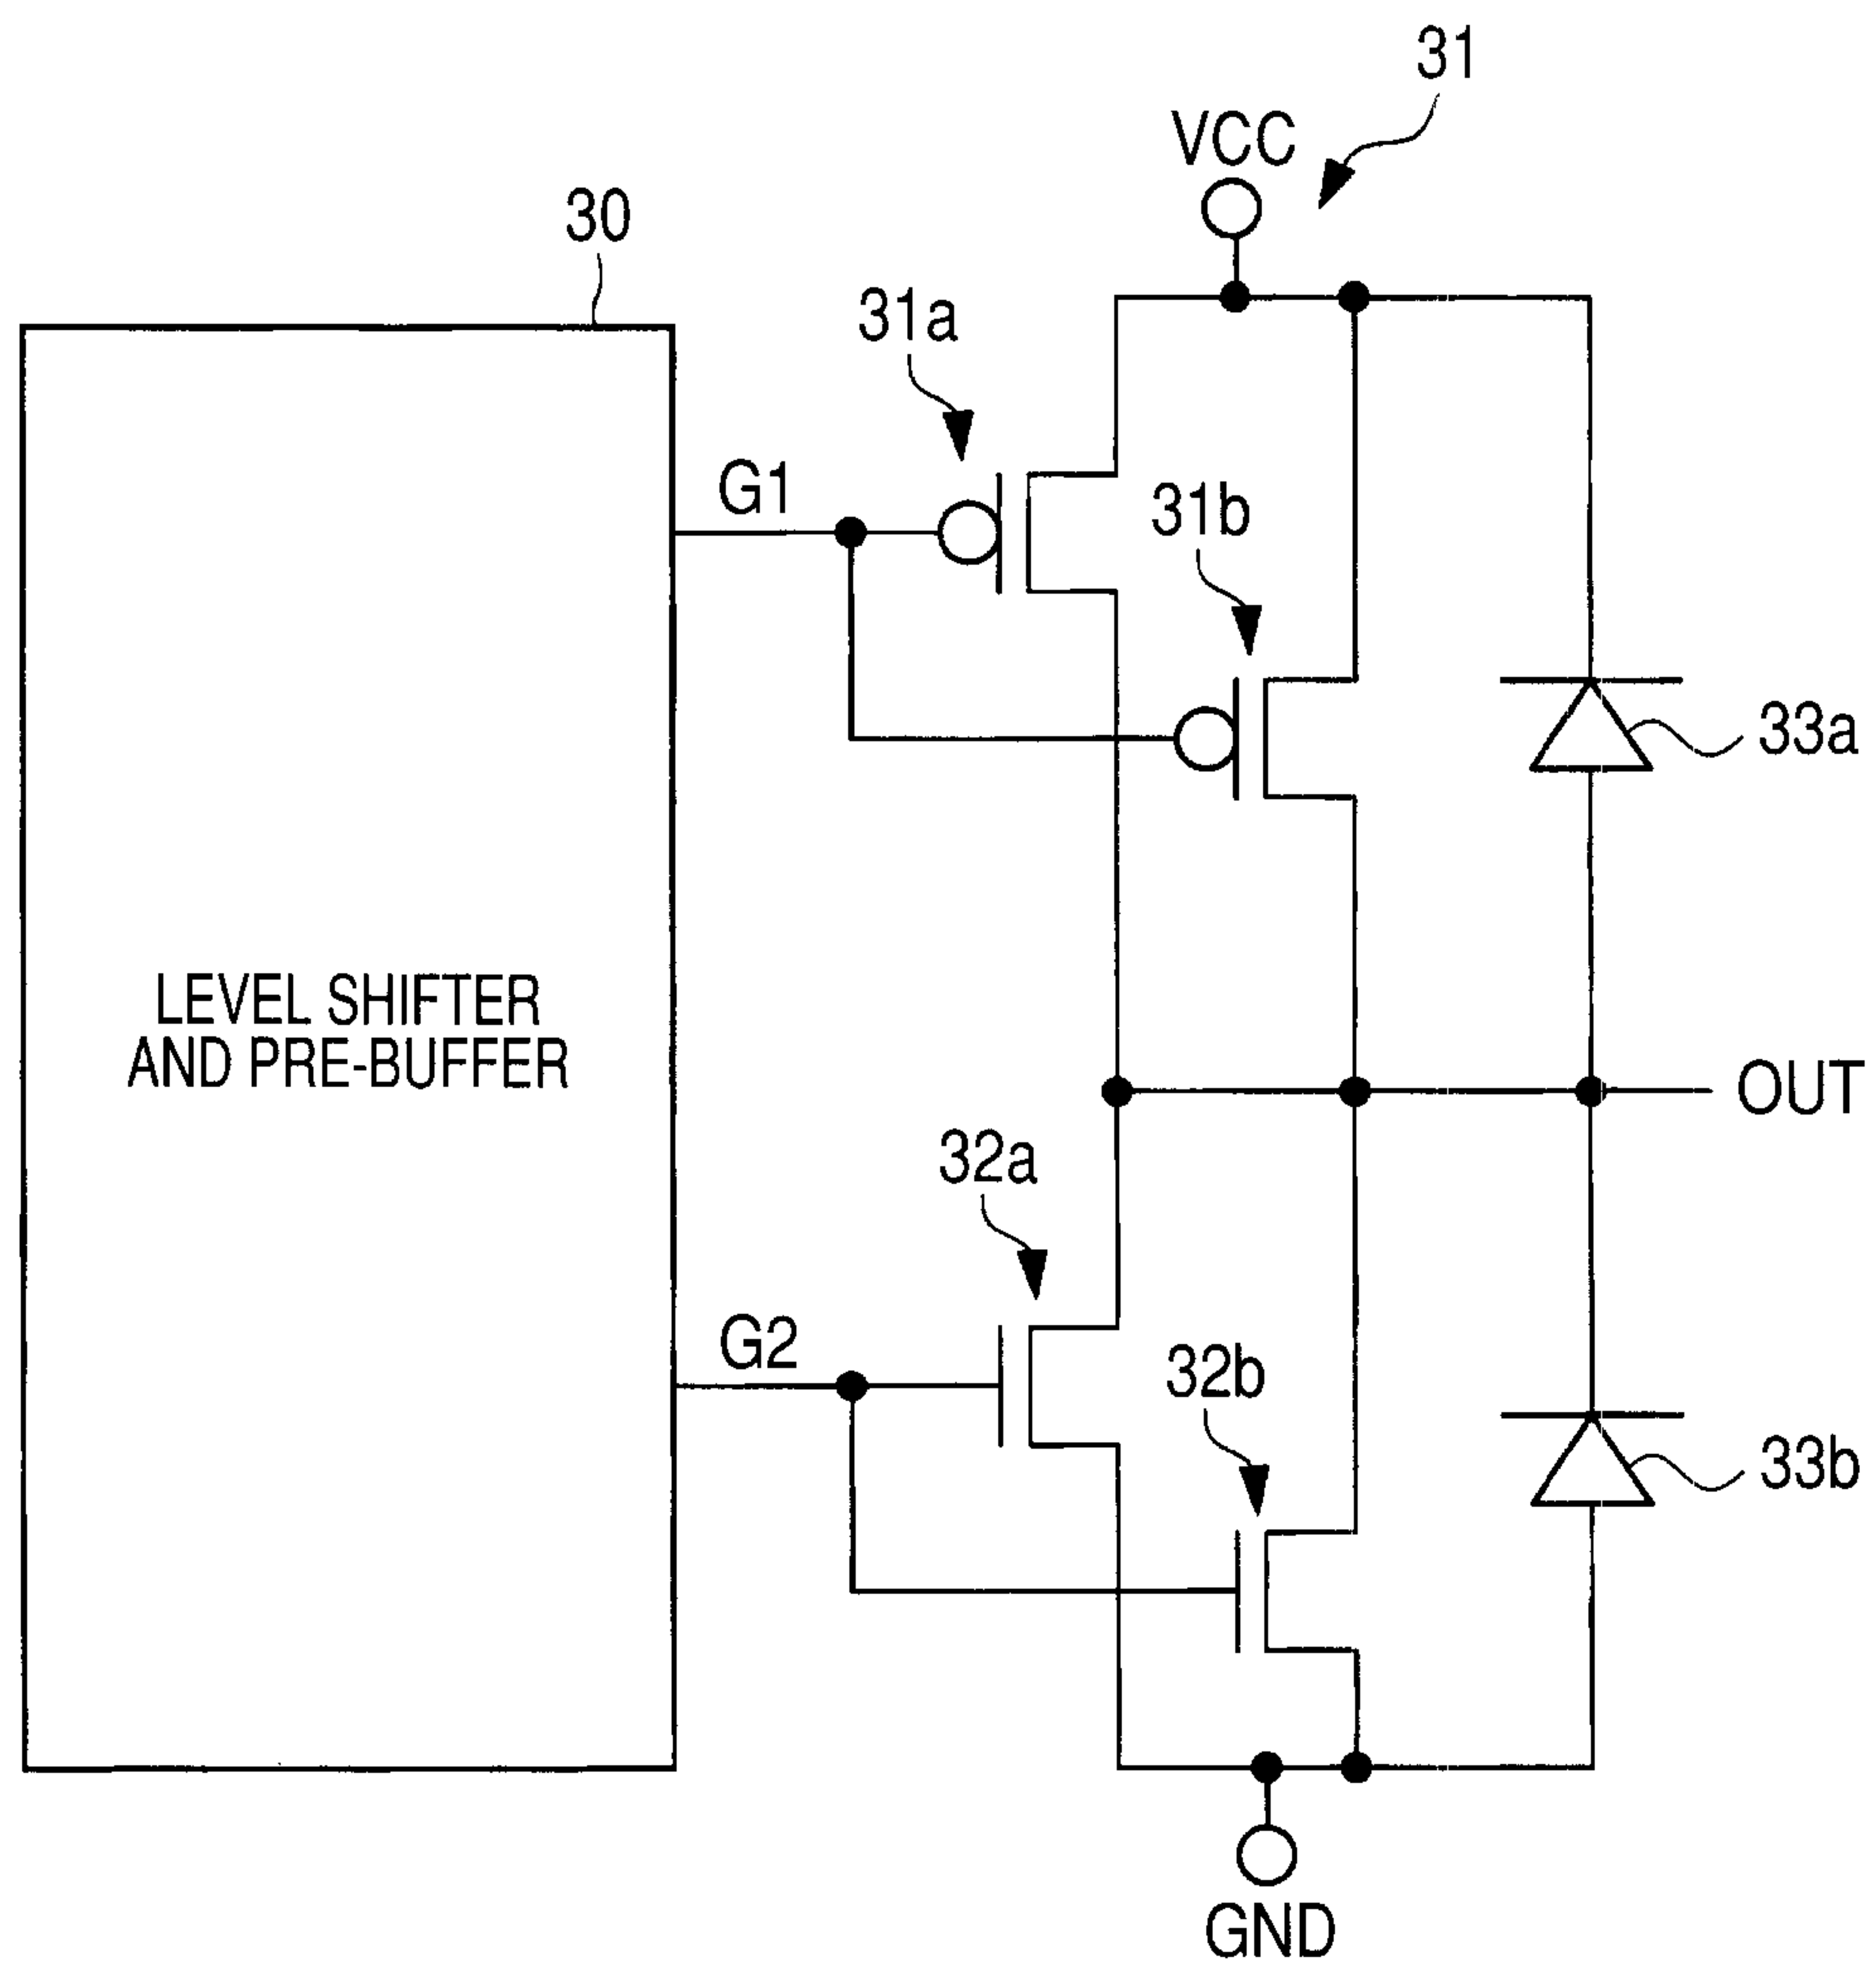 31
VCC
30
31a
G1
31b
33a
LEVEL SHIFTER
AND PRE-BUFFER
OUT
32a
G2
32b
33b
GND